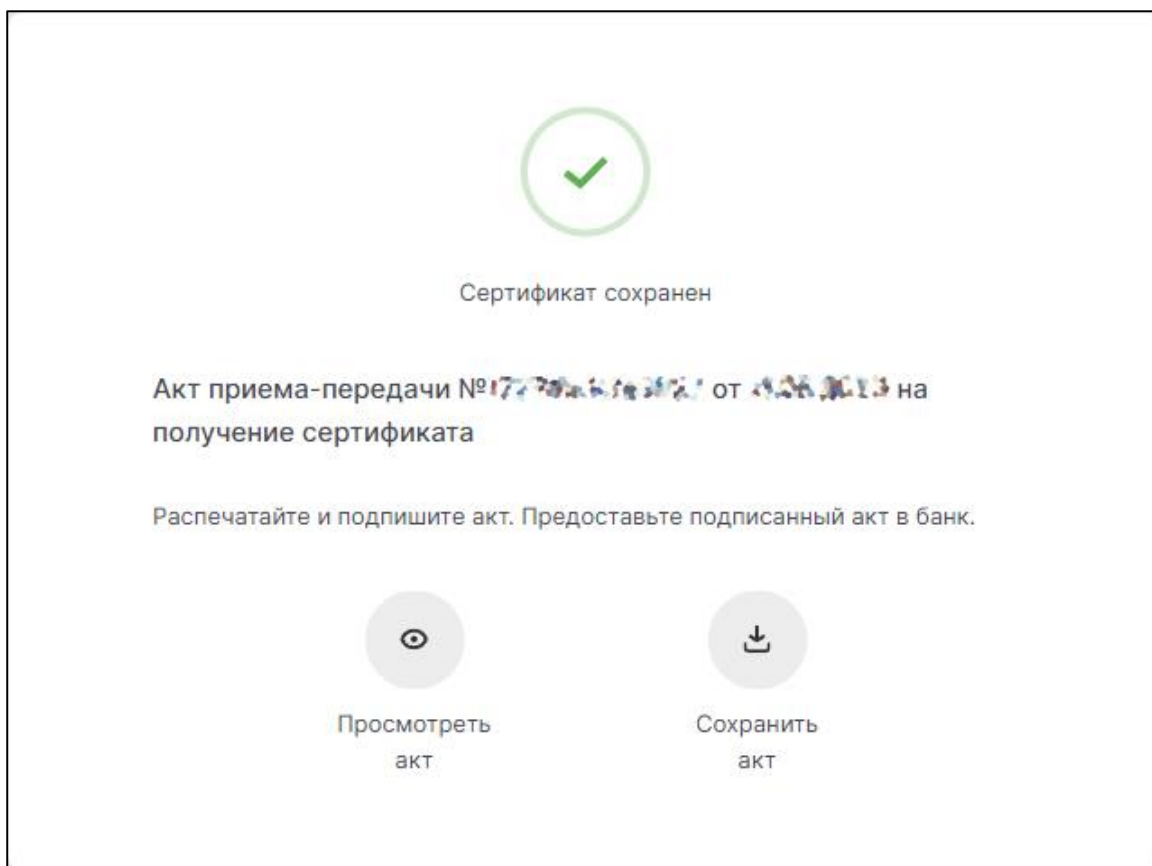 Сертификат сохранен
Акт приема-передачи № от на
получение сертификата
Распечатайте и подпишите акт. Предоставьте подписанный акт в банк.
Просмотреть
акт
Сохранить
акт